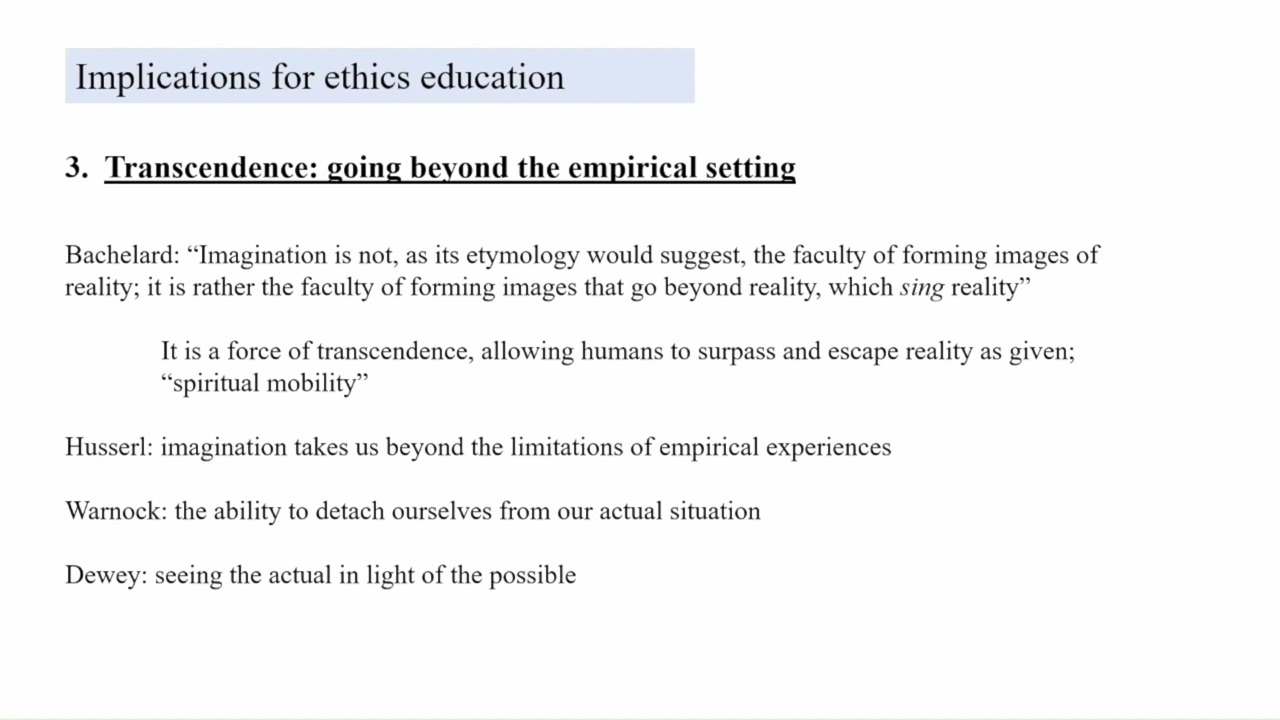 Implications for ethics education
3. Transcendence: going beyond the empirical setting
Bachelard: “Imagination is not, as its etymology would suggest, the faculty of forming images of
reality; it is rather the faculty of forming images that go beyond reality, which sing reality”
It is a force of transcendence, allowing humans to surpass and escape reality as given;
“spiritual mobility”
Husserl: imagination takes us beyond the limitations of empirical experiences
Warnock: the ability to detach ourselves from our actual situation
Dewey: seeing the actual in light of the possible